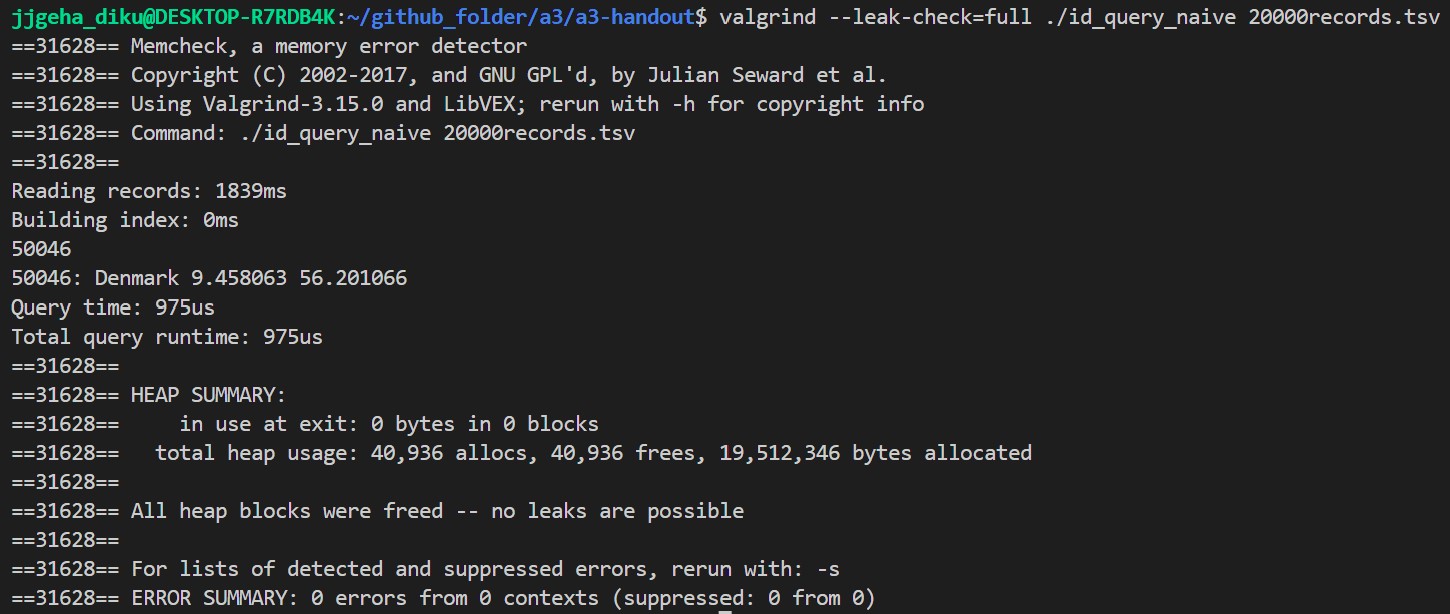 jjgeha_diku@DESKTOP-R7RDB4K:~/github_folder/a3/a3-handout$ valgrind --leak-check=full ./id_query_naive 20000records.tsv
==31628== Memcheck, a memory error detector
==31628== Copyright (C) 2002-2017, and GNU GPL'd, by Julian Seward et al.
==31628== Using Valgrind-3.15.0 and LibVEX; rerun with -h for copyright info
==31628== Command: ./id_query_naive 20000records.tsv
==31628==
Reading records: 1839ms
Building index: 0ms
50046
50046: Denmark 9.458063 56.201066
Query time: 975us
Total query runtime: 975us
==31628==
==31628== HEAP SUMMARY:
==31628==     in use at exit: 0 bytes in 0 blocks
==31628==   total heap usage: 40,936 allocs, 40,936 frees, 19,512,346 bytes allocated
==31628==
==31628== All heap blocks were freed -- no leaks are possible
==31628==
==31628== For lists of detected and suppressed errors, rerun with: -s
==31628== ERROR SUMMARY: 0 errors from 0 contexts (suppressed: 0 from 0)